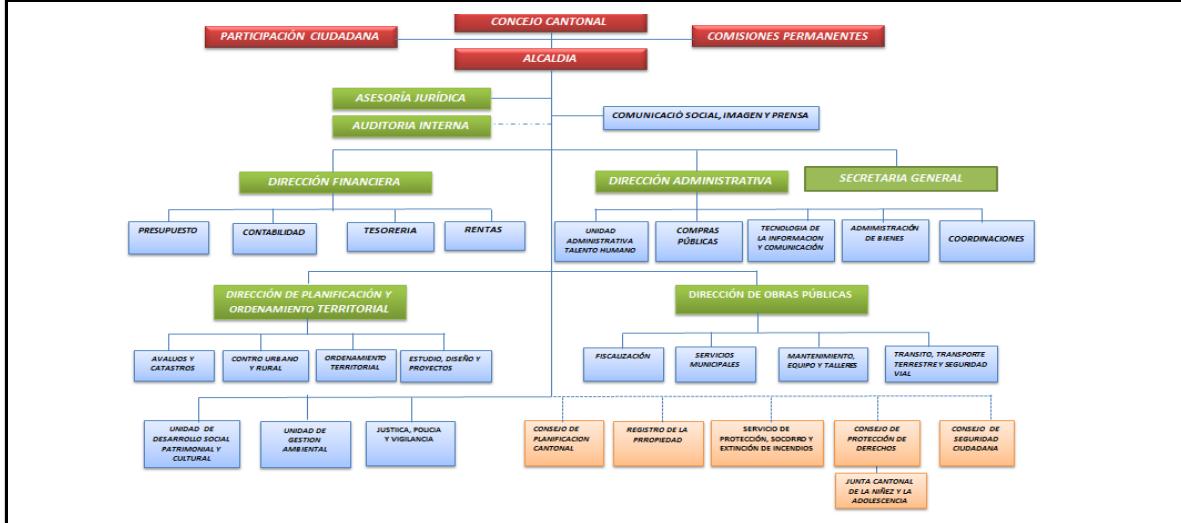 CONCEJO CANTONAL
PARTICIPACIÓN CIUDADANA
COMISIONES PERMANENTES
ALCALDIA
ASESORÍA JURÍDICA
AUDITORIA INTERNA
COMUNICACIÓ SOCIAL, IMAGEN Y PRENSA
DIRECCIÓN FINANCIERA
DIRECCIÓN ADMINISTRATIVA
SECRETARIA GENERAL
PRESUPUESTO
CONTABILIDAD
TESORERIA
RENTAS
UNIDAD
ADMINISTRATIVA
TALENTO HUMANO
COMPRAS
PÚBLICAS
TECNOLOGIA DE
LA INFORMACION
Y COMUNICACIÓN
ADMIMISTRACIÓN
DE BIENES
COORDINACIONES
DIRECCIÓN DE PLANIFICACIÓN Y
ORDENAMIENTO TERRITORIAL
DIRECCIÓN DE OBRAS PÚBLICAS
AVALUOS Y
CATASTROS
CONTRO URBANO
Y RURAL
ORDENAMIENTO
TERRITORIAL
ESTUDIO, DISEÑO Y
PROYECTOS
FISCALIZACIÓN
SERVICIOS
MUNICIPALES
MANTENIMIENTO,
EQUIPO Y TALLERES
TRANSITO, TRANSPORTE
TERRESTRE Y SEGURIDAD
VIAL
UNIDAD DE
DESARROLLO SOCIAL
PATRIMONIAL Y
CULTURAL
UNIDAD DE
GESTION
AMBIENTAL
JUSTIICA, POLICIA
Y VIGILANCIA
CONSEJO DE
PLANIFICACION
CANTONAL
REGISTRO DE LA
PRROPIEDAD
SERVICIO DE
PROTECCIÓN, SOCORRO Y
EXTINCIÓN DE INCENDIOS
CONSEJO DE
PROTECCIÓN DE
DERECHOS
CONSEJO DE
SEGURIDAD
CIUDADANA
JUNTA CANTONAL
DE LA NIÑEZ Y LA
ADOLESCENCIA